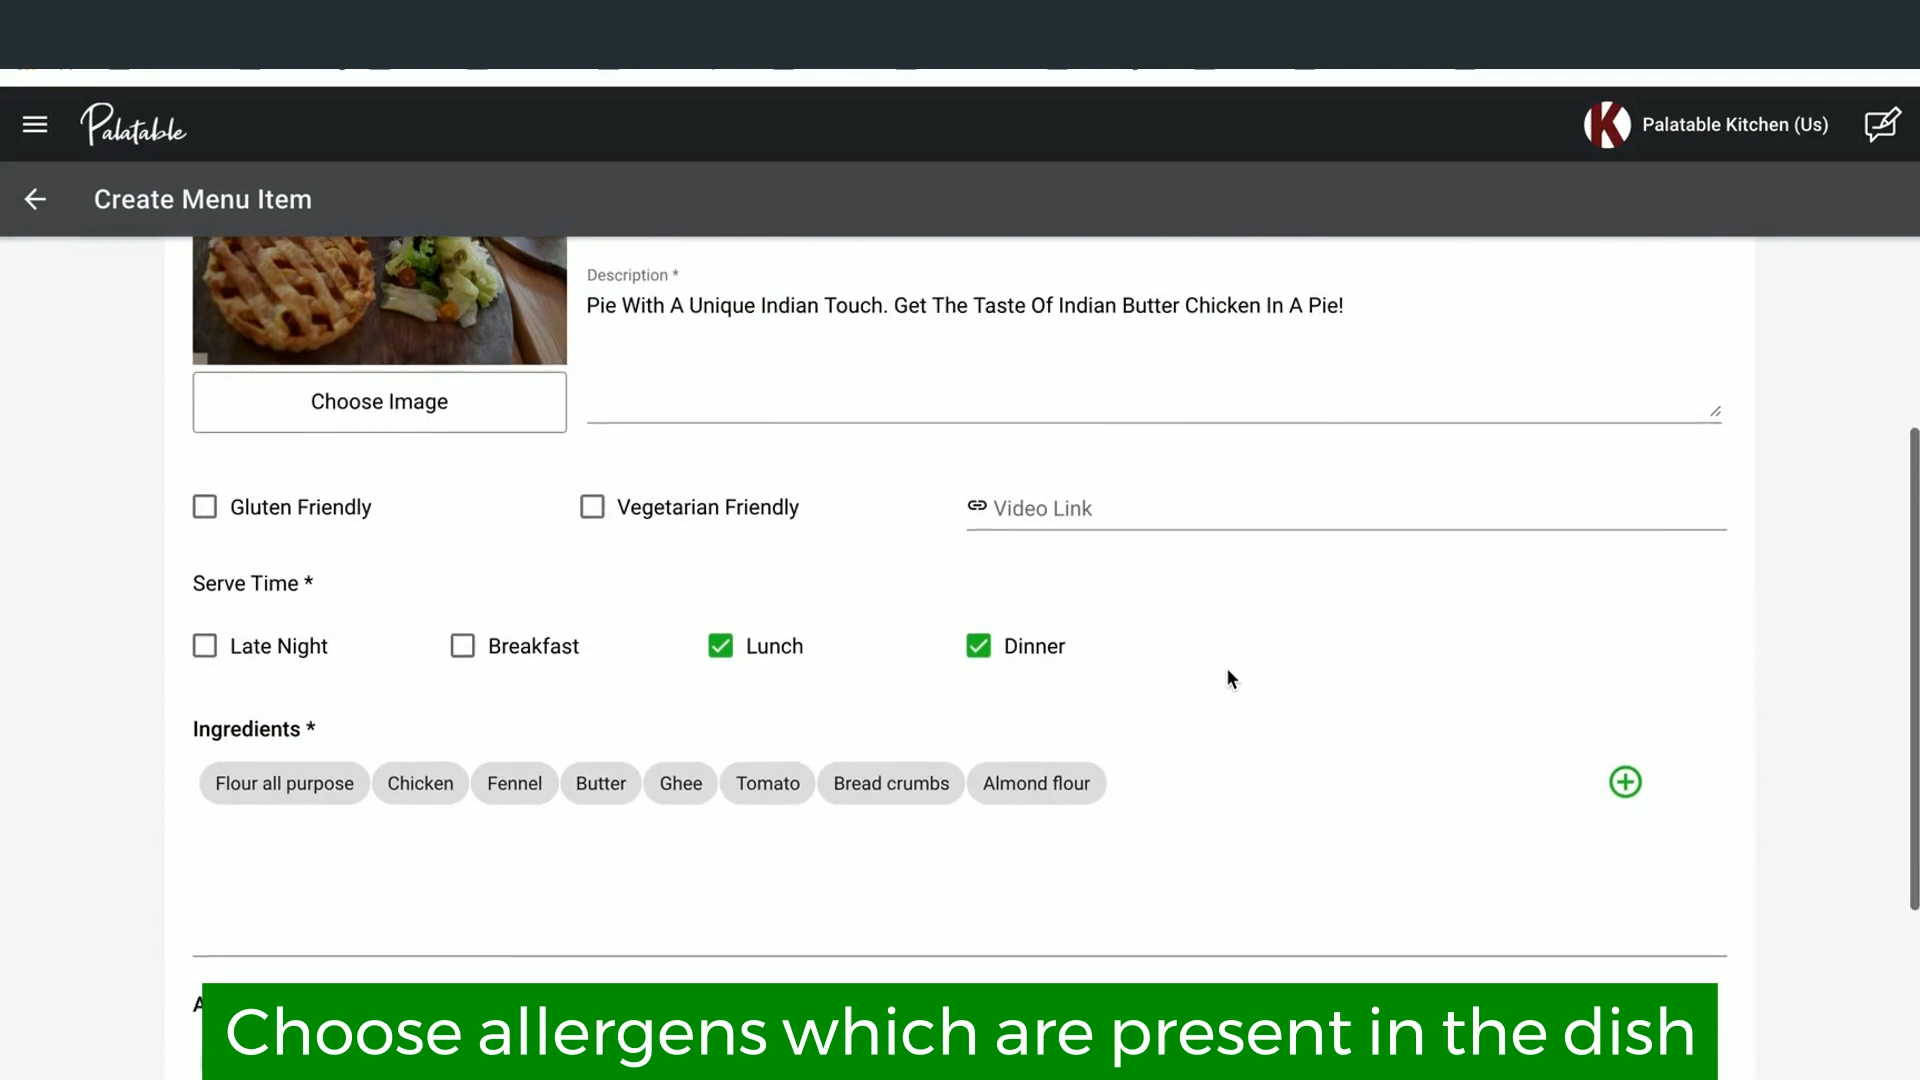 Palatable
K Palatable Kitchen (Us)
Create Menu Item
Description *
Pie With A Unique Indian Touch. Get The Taste Of Indian Butter Chicken In A Pie!
Choose Image
Gluten Friendly Vegetarian Friendly Video Link
Serve Time *
Late Night Breakfast Lunch Dinner
Ingredients *
Flour all purpose Chicken Fennel Butter Ghee Tomato Bread crumbs Almond flour
Choose allergens which are present in the dish